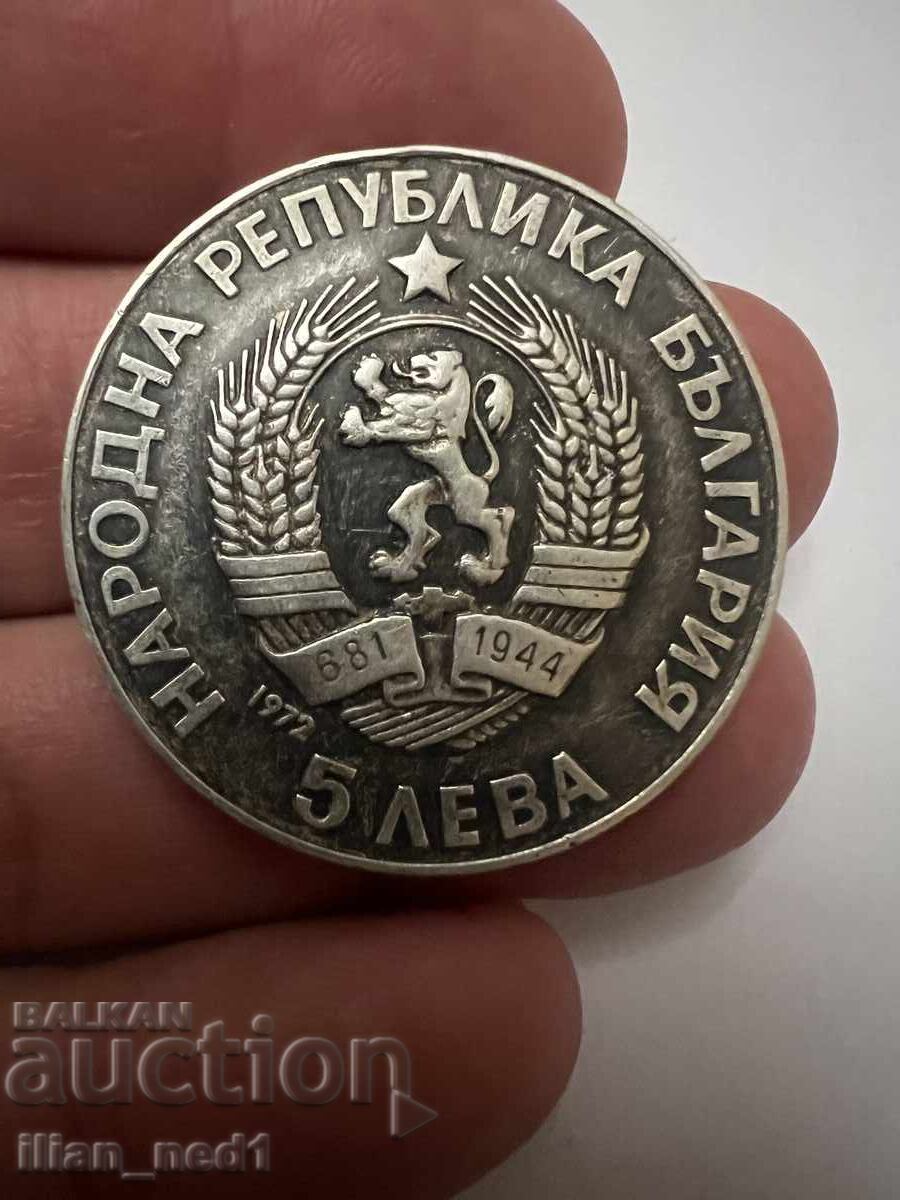 НАРОДНА РЕПУБЛИКА БЪЛГАРИЯ
681 1944
1972
5 ЛЕВА
BALKAN
auction
ilian_ned1